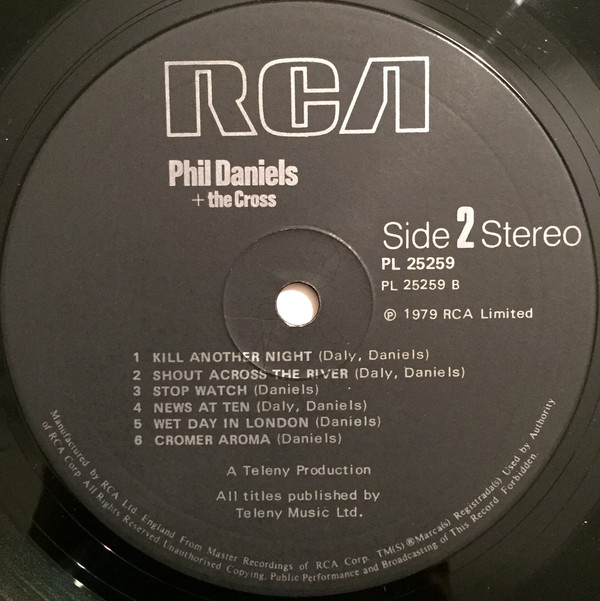 RCA
Phil Daniels
+ the Cross
Side 2 Stereo
PL 25259
PL 25259 B
℗ 1979 RCA Limited
1 KILL ANOTHER NIGHT (Daly, Daniels)
2 SHOUT ACROSS THE RIVER (Daly, Daniels)
3 STOP WATCH (Daniels)
4 NEWS AT TEN (Daly, Daniels)
5 WET DAY IN LONDON (Daniels)
6 CROMER AROMA (Daniels)
A Teleny Production
All titles published by
Teleny Music Ltd.
Manufactured by RCA Ltd. England From Master Recordings of RCA Corp. TM(S) ®Marca(s) Registrada(s) Used by Authority
of RCA Corp All Rights Reserved Unauthorised Copying, Public Performance and Broadcasting of This Record Forbidden